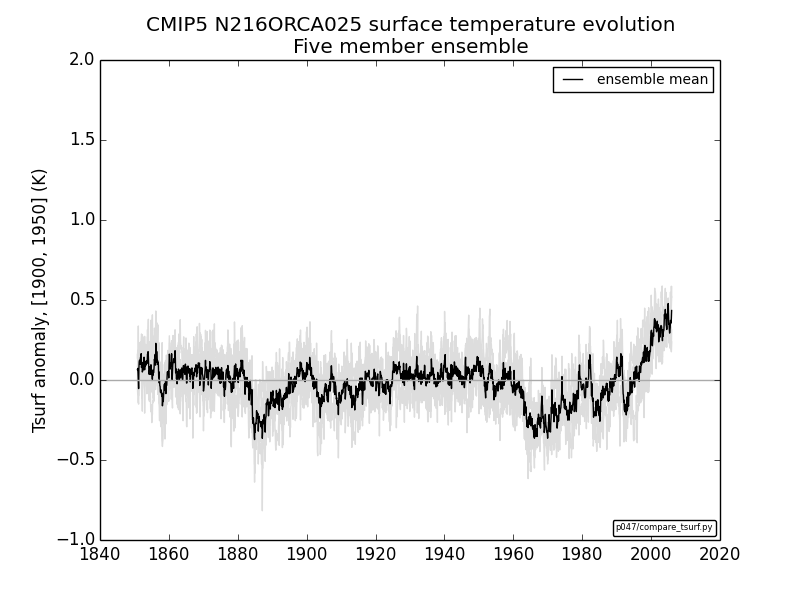 CMIP5 N216ORCA025 surface temperature evolution
Five member ensemble
ensemble mean
Tsurf anomaly, [1900, 1950] (K)
2.0
1.5
1.0
0.5
0.0
−0.5
−1.0
1840 1860 1880 1900 1920 1940 1960 1980 2000 2020
p047/compare_tsurf.py